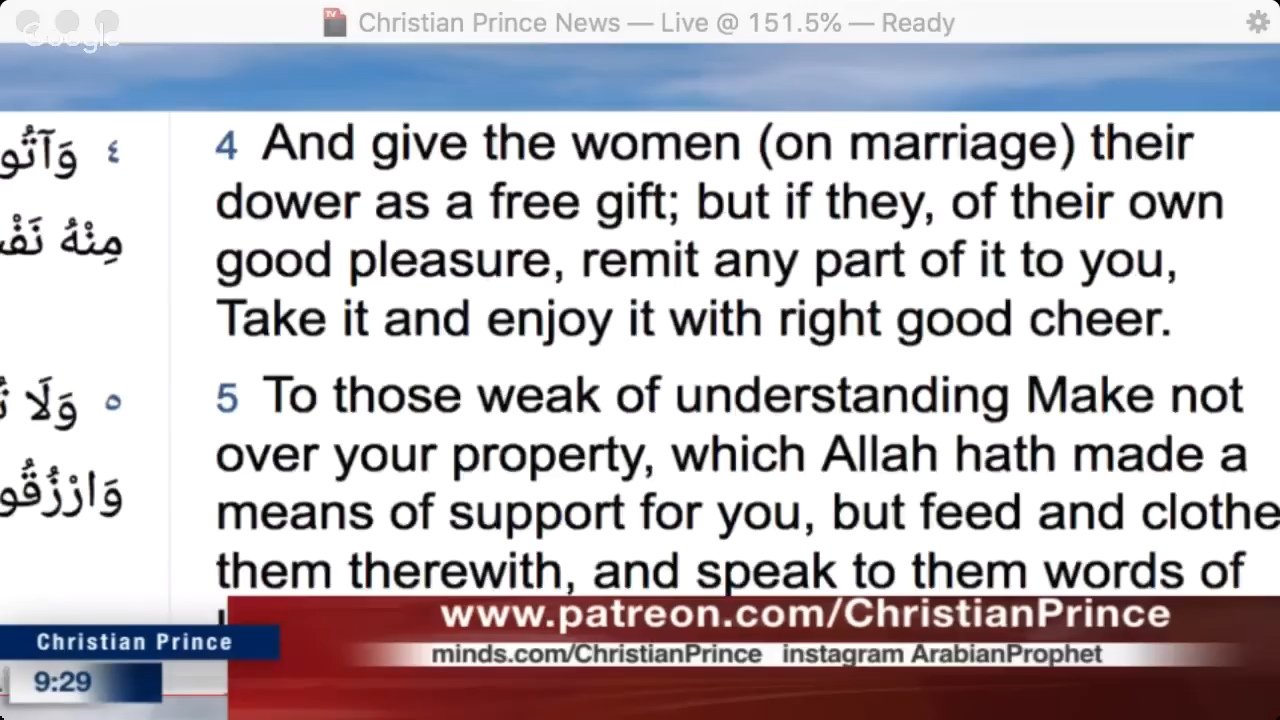 Christian Prince News — Live @ 151.5% — Ready
Google
٤ وَآتُو
مِنْهُ نَفْ
4 And give the women (on marriage) their
dower as a free gift; but if they, of their own
good pleasure, remit any part of it to you,
Take it and enjoy it with right good cheer.
٥ وَلَا
وَارْزُقُو
5 To those weak of understanding Make not
over your property, which Allah hath made a
means of support for you, but feed and clothe
them therewith, and speak to them words of
www.patreon.com/ChristianPrince
minds.com/ChristianPrince instagram ArabianProphet
Christian Prince
9:29